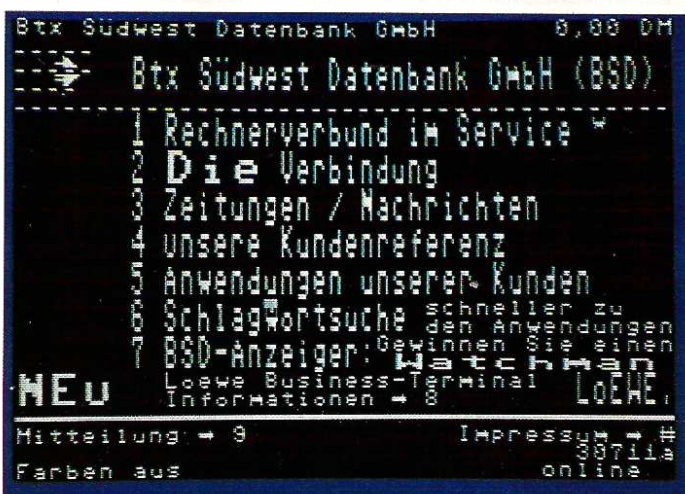 Btx Südwest Datenbank GmbH 0,00 DM
Btx Südwest Datenbank GmbH (BSD)
1 Rechnerverbund im Service
2 Die Verbindung
3 Zeitungen / Nachrichten
4 unsere Kundenreferenz
5 Anwendungen unserer Kunden
6 Schlagwortsuche schneller zu den Anwendungen
7 BSD-Anzeiger: Gewinnen Sie einen Watchman
NEu Loewe Business-Terminal LoEWE
Informationen → 8
Mitteilung → 9 Impressum → #
30711a
Farben aus online